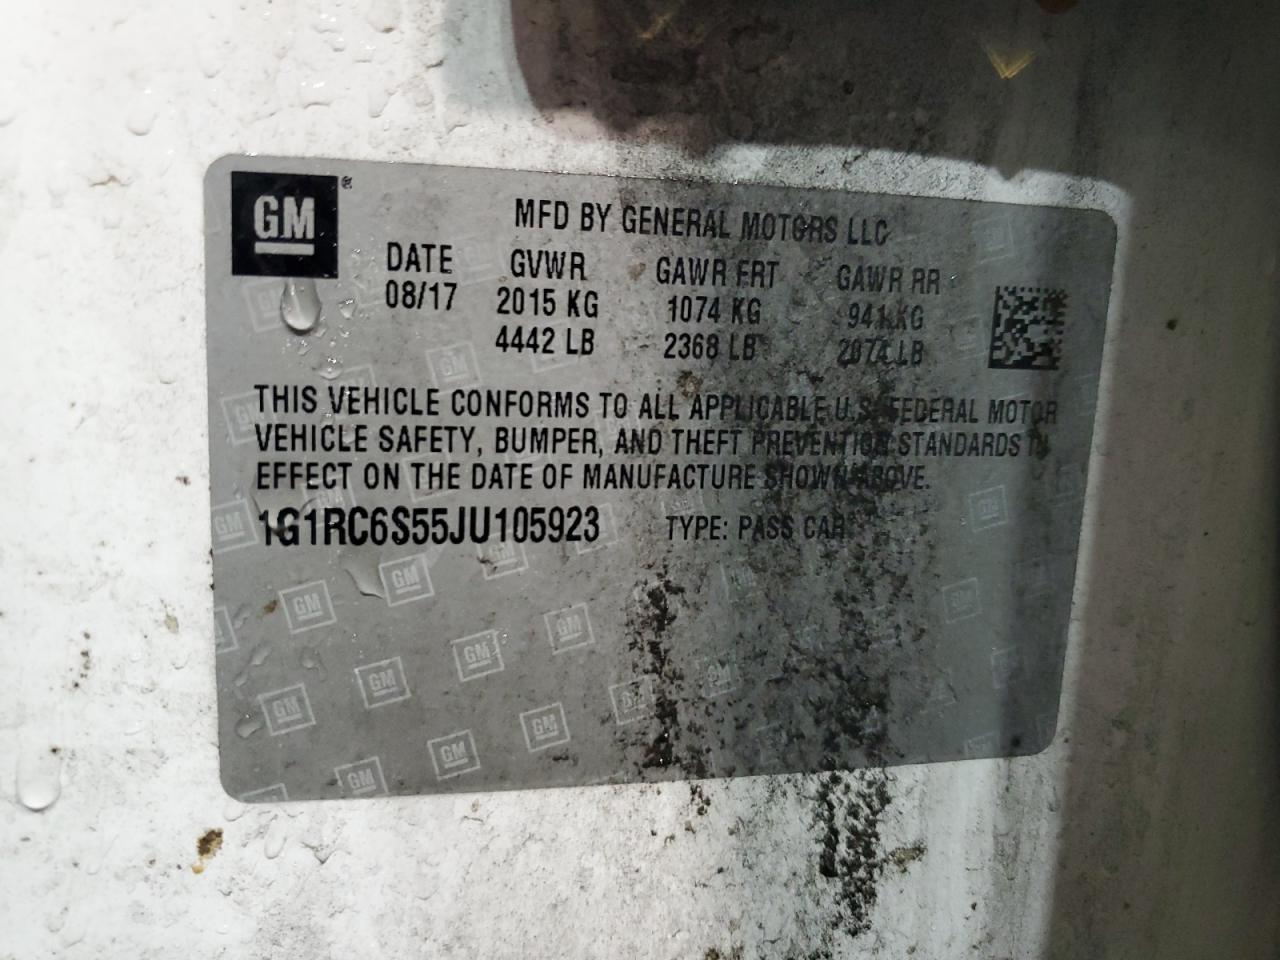 GM®
MFD BY GENERAL MOTORS LLC
DATE GVWR GAWR FRT GAWR RR
08/17 2015 KG 1074 KG 941 KG
4442 LB 2368 LB 2074 LB
THIS VEHICLE CONFORMS TO ALL APPLICABLE U.S. FEDERAL MOTOR
VEHICLE SAFETY, BUMPER, AND THEFT PREVENTION STANDARDS IN
EFFECT ON THE DATE OF MANUFACTURE SHOWN ABOVE.
1G1RC6S55JU105923 TYPE: PASS CAR